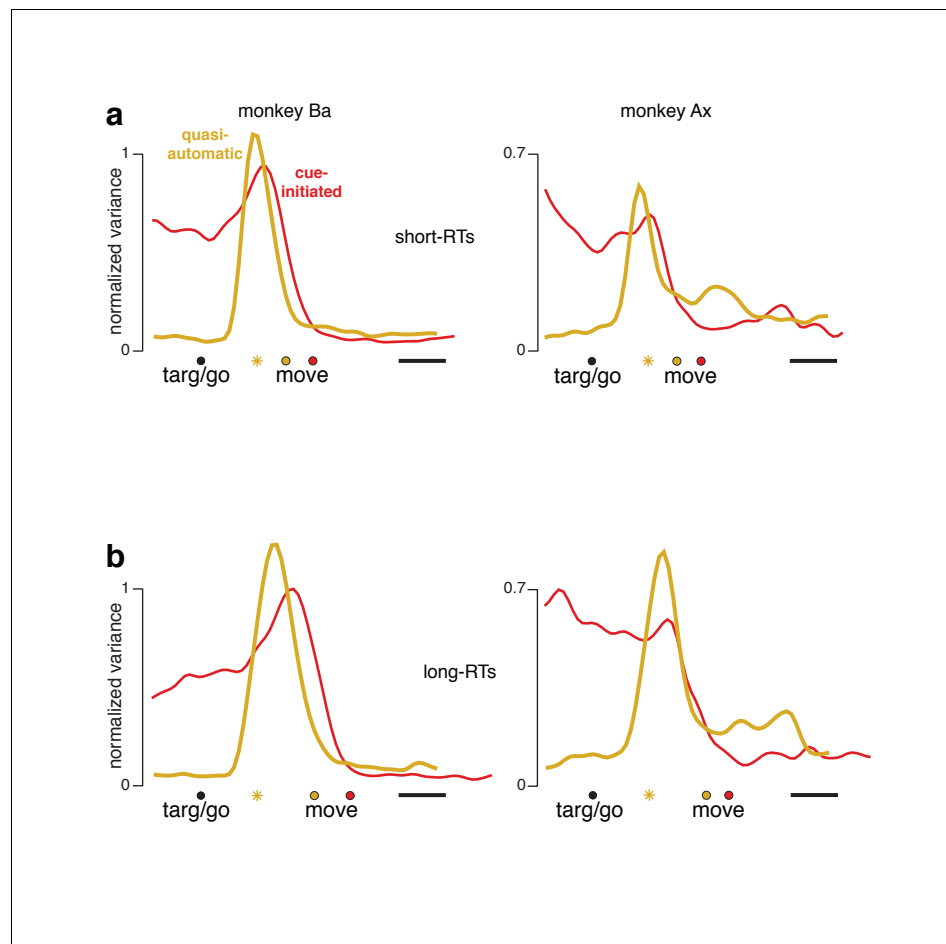 a
monkey Ba
monkey Ax
quasi-
automatic
cue-
initiated
short-RTs
normalized variance
1
0
0.7
0
targ/go
move
targ/go
move
b
long-RTs
normalized variance
1
0
0.7
0
targ/go
move
targ/go
move